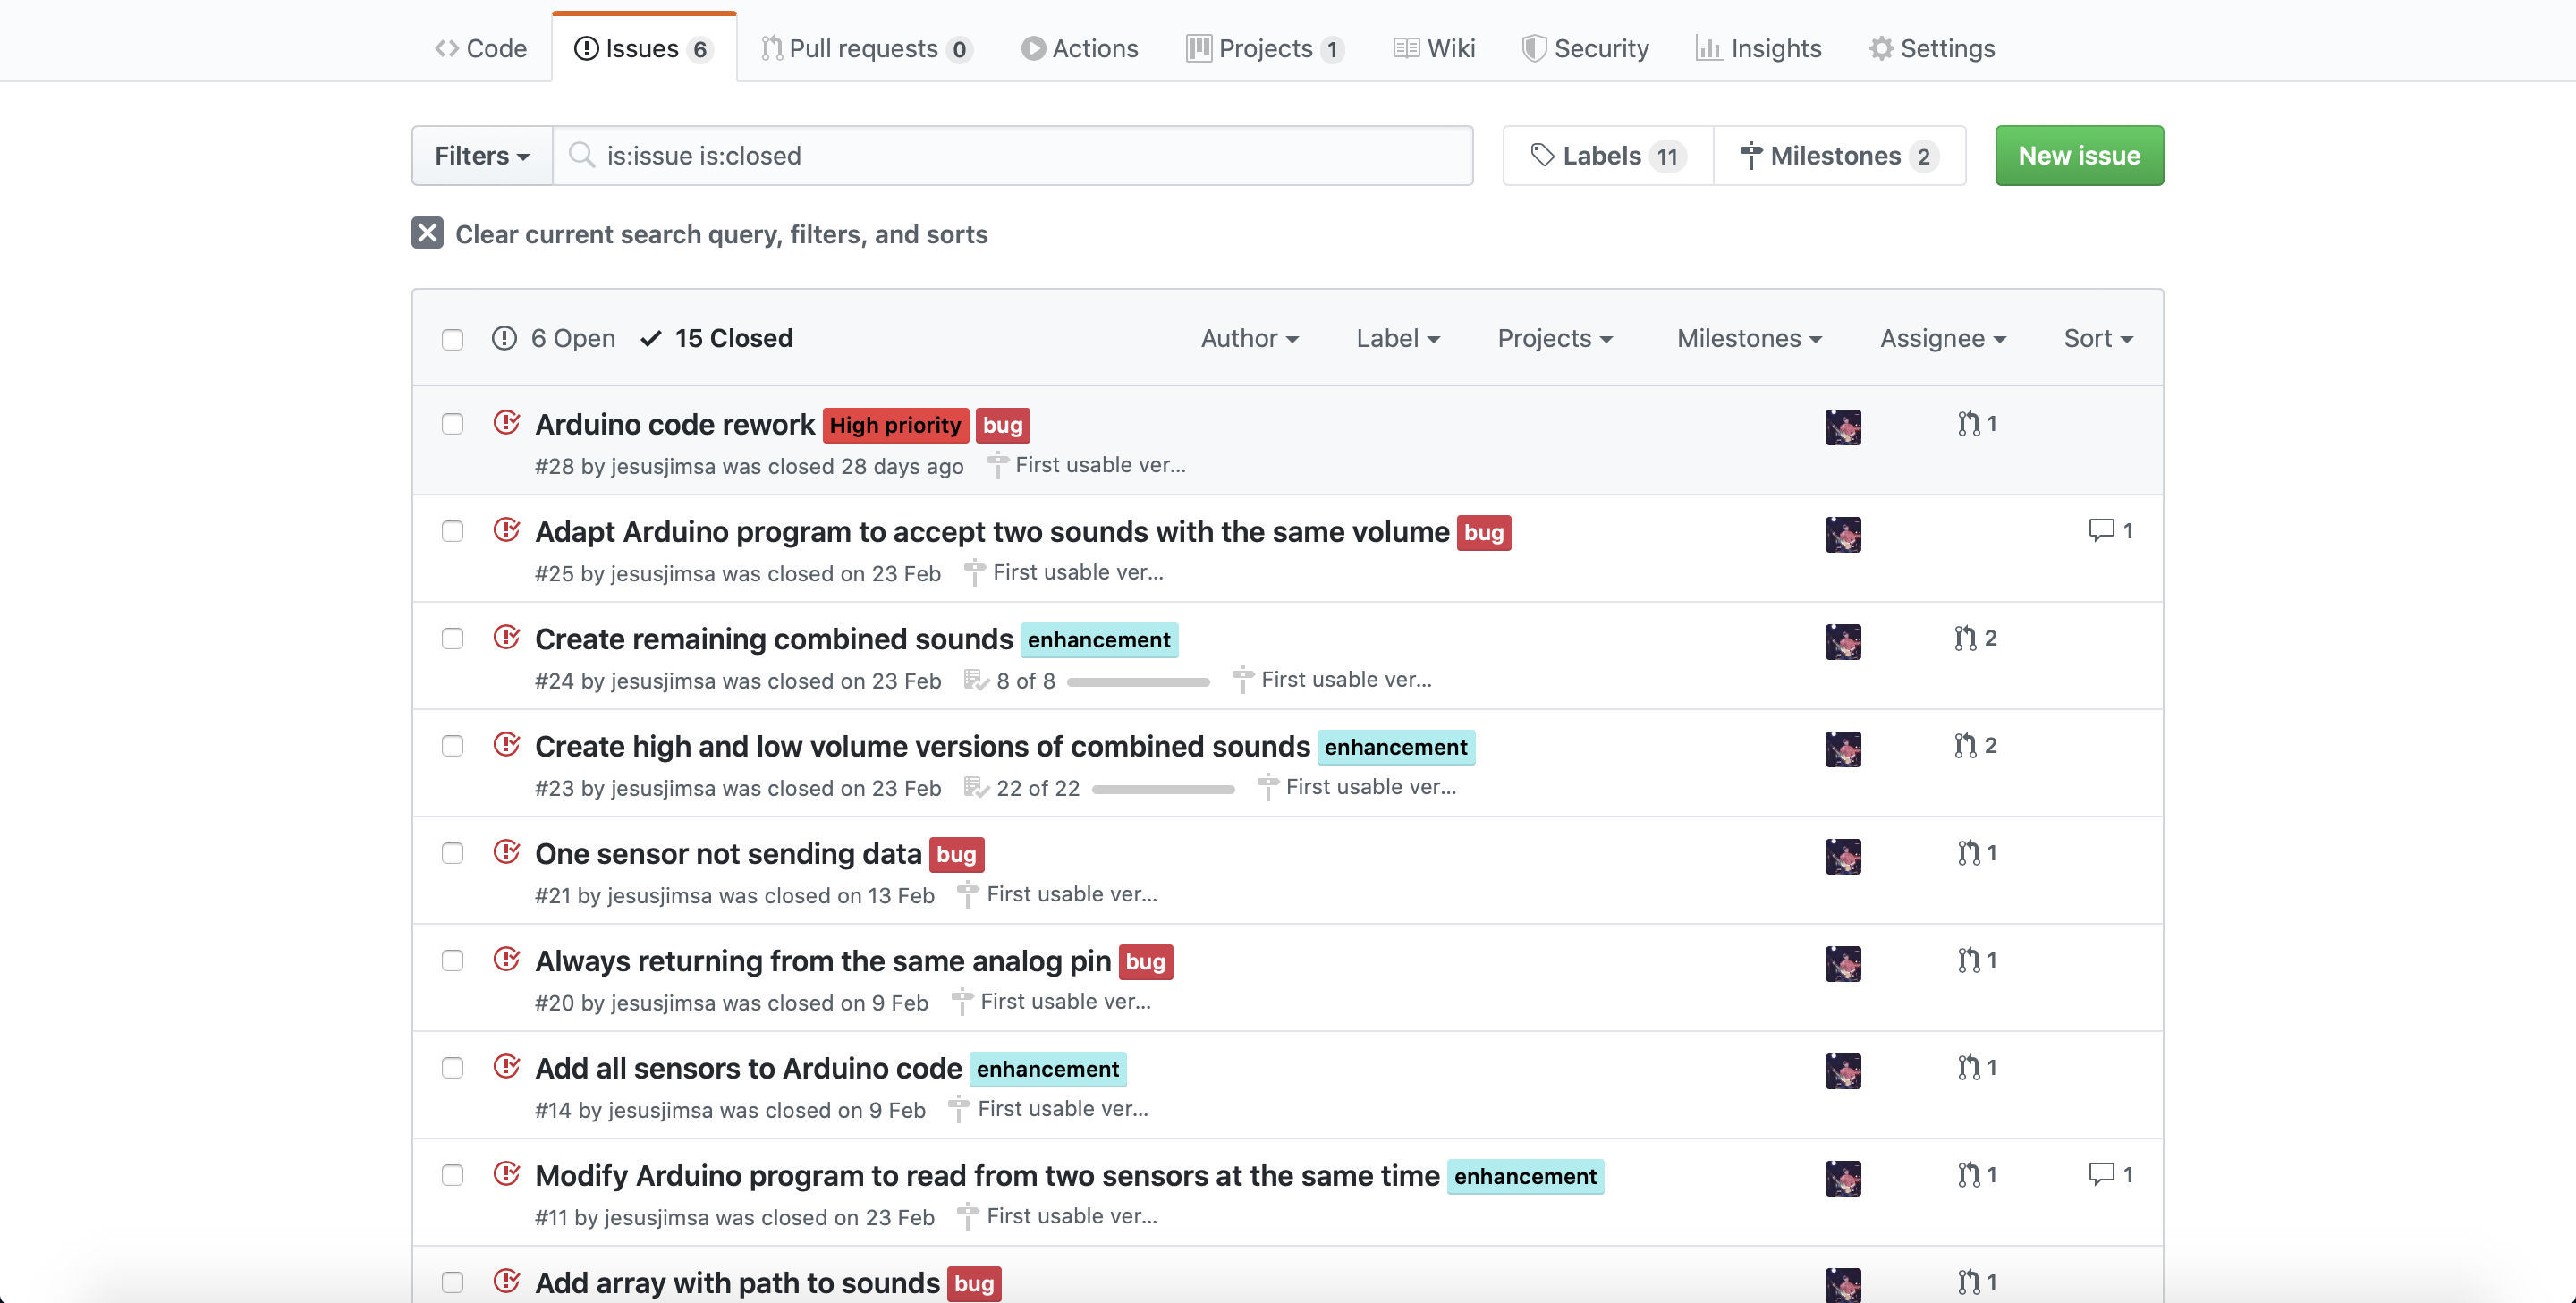 Code Issues 6 Pull requests 0 Actions Projects 1 Wiki Security Insights Settings
Filters is:issue is:closed Labels 11 Milestones 2 New issue
Clear current search query, filters, and sorts
6 Open 15 Closed Author Label Projects Milestones Assignee Sort
Arduino code rework High priority bug 1
#28 by jesusjimsa was closed 28 days ago First usable ver...
Adapt Arduino program to accept two sounds with the same volume bug 1
#25 by jesusjimsa was closed on 23 Feb First usable ver...
Create remaining combined sounds enhancement 2
#24 by jesusjimsa was closed on 23 Feb 8 of 8 First usable ver...
Create high and low volume versions of combined sounds enhancement 2
#23 by jesusjimsa was closed on 23 Feb 22 of 22 First usable ver...
One sensor not sending data bug 1
#21 by jesusjimsa was closed on 13 Feb First usable ver...
Always returning from the same analog pin bug 1
#20 by jesusjimsa was closed on 9 Feb First usable ver...
Add all sensors to Arduino code enhancement 1
#14 by jesusjimsa was closed on 9 Feb First usable ver...
Modify Arduino program to read from two sensors at the same time enhancement 1 1
#11 by jesusjimsa was closed on 23 Feb First usable ver...
Add array with path to sounds bug 1